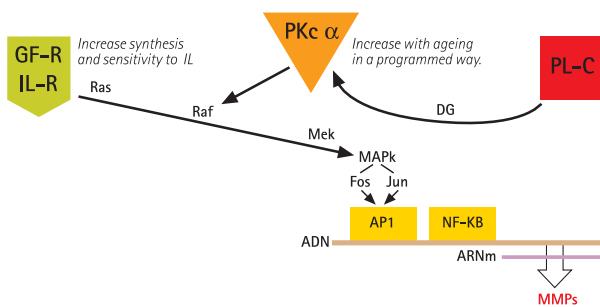 GF-R
IL-R
Increase synthesis
and sensitivity to IL
PKc α
Increase with ageing
in a programmed way.
PL-C
Ras
Raf
DG
Mek
MAPk
Fos Jun
AP1
NF-KB
ADN
ARNm
MMPs